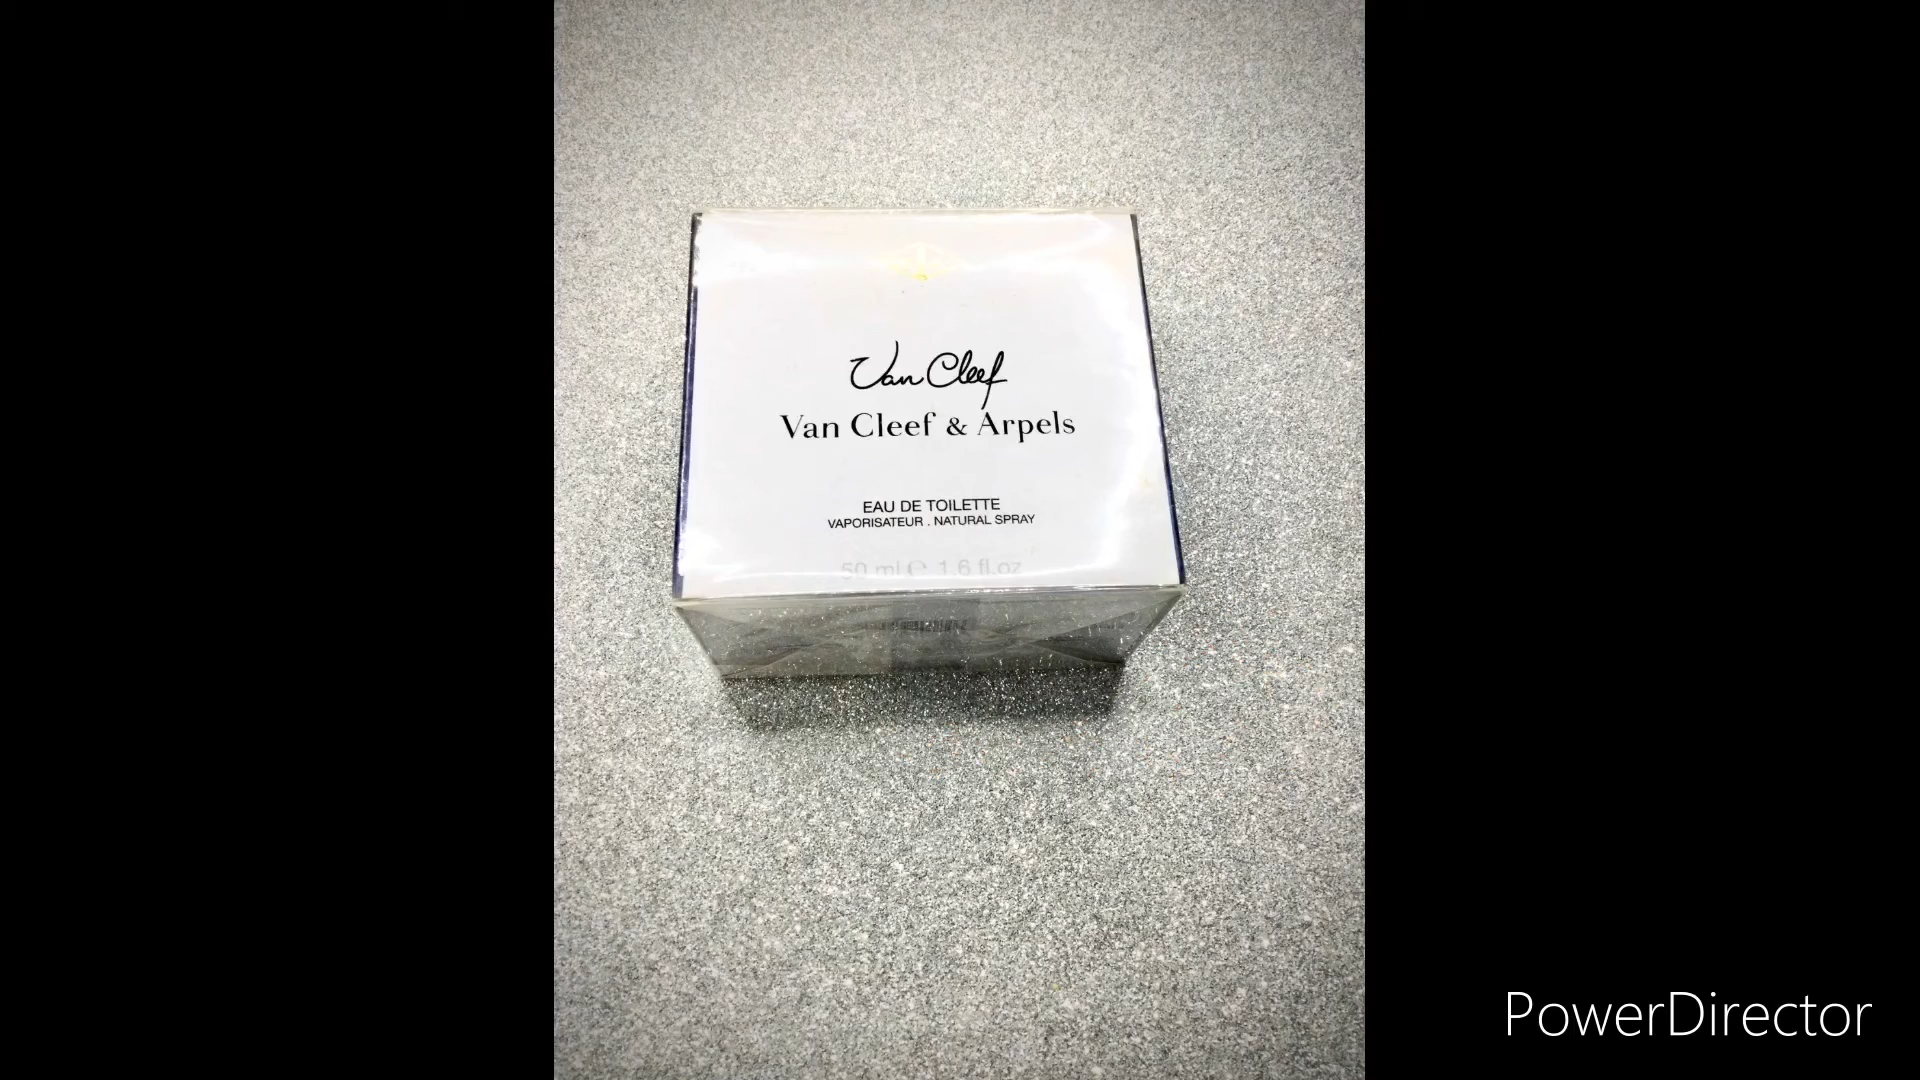 Van Cleef
Van Cleef & Arpels
EAU DE TOILETTE
VAPORISATEUR . NATURAL SPRAY
50 ml ℮ 1.6 fl.oz
PowerDirector